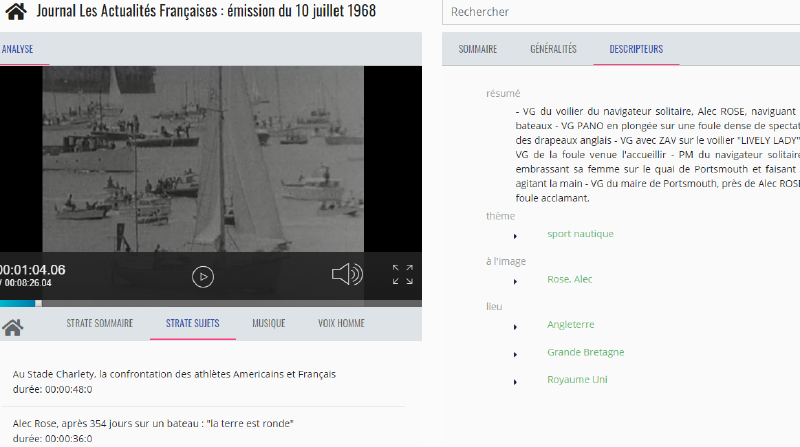 Journal Les Actualités Françaises : émission du 10 juillet 1968
ANALYSE
00:01:04.06
/ 00:08:26.04
STRATE SOMMAIRE STRATE SUJETS MUSIQUE VOIX HOMME
Au Stade Charlety, la confrontation des athlètes Americains et Français
durée: 00:00:48:0
Alec Rose, après 354 jours sur un bateau : "la terre est ronde"
durée: 00:00:36:0
Rechercher
SOMMAIRE GÉNÉRALITÉS DESCRIPTEURS
résumé
- VG du voilier du navigateur solitaire, Alec ROSE, naviguant
bateaux - VG PANO en plongée sur une foule dense de spectat
des drapeaux anglais - VG avec ZAV sur le voilier "LIVELY LADY"
VG de la foule venue l'accueillir - PM du navigateur solitaire
embrassant sa femme sur le quai de Portsmouth et faisant
agitant la main - VG du maire de Portsmouth, près de Alec ROSE
foule acclamant.
thème
sport nautique
à l'image
Rose, Alec
lieu
Angleterre
Grande Bretagne
Royaume Uni